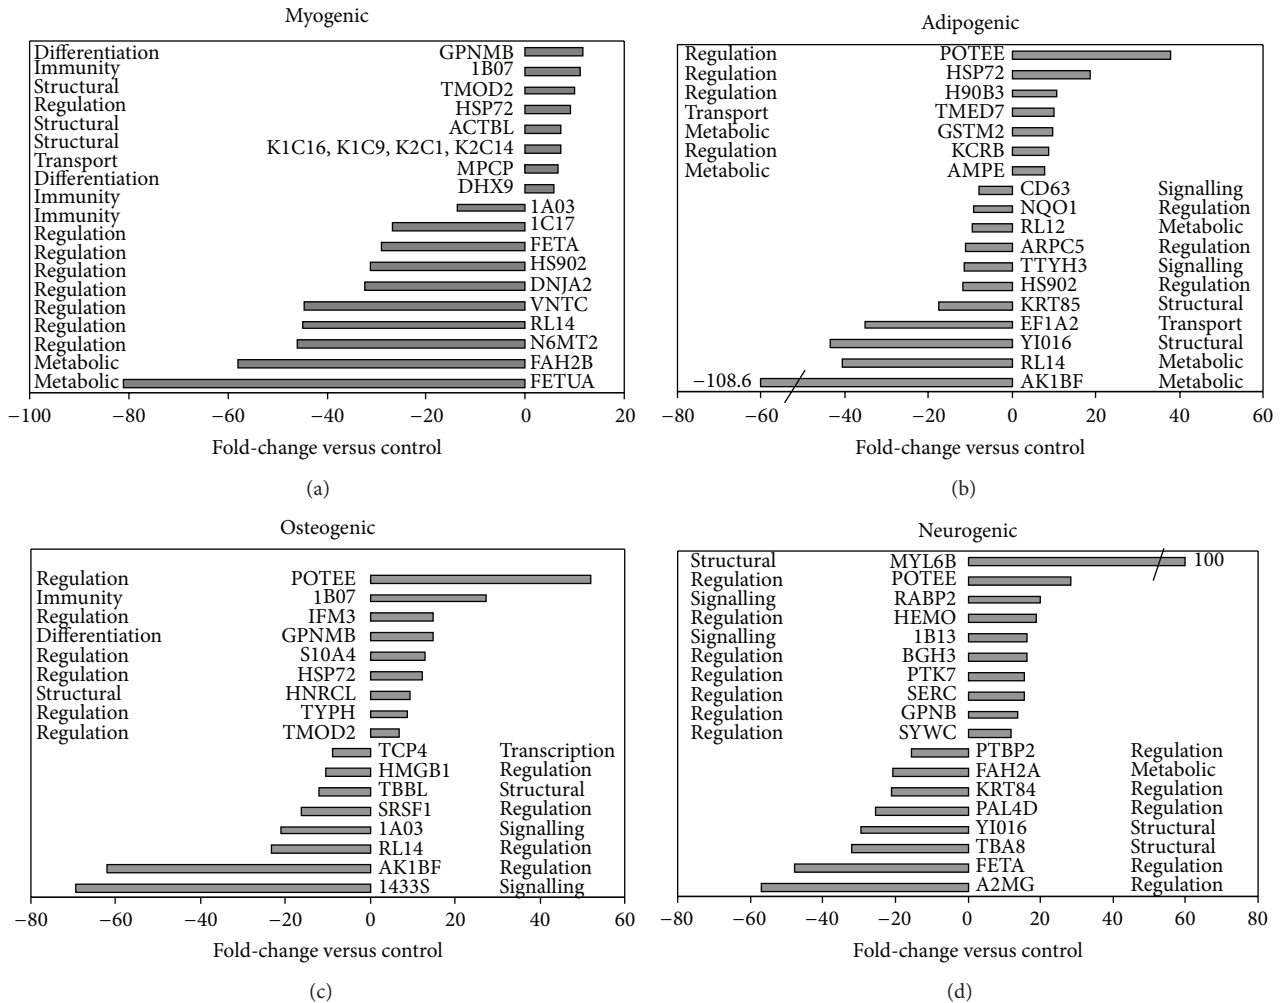 Myogenic
Differentiation GPNMB
Immunity 1B07
Structural TMOD2
Regulation HSP72
Structural ACTBL
Structural K1C16, K1C9, K2C1, K2C14
Transport MPCP
Differentiation DHX9
Immunity 1A03
Immunity 1C17
Regulation FETA
Regulation HS902
Regulation DNJA2
Regulation VNTC
Regulation RL14
Regulation N6MT2
Metabolic FAH2B
Metabolic FETUA
−100 −80 −60 −40 −20 0 20
Fold-change versus control
(a)
Adipogenic
Regulation POTEE
Regulation HSP72
Regulation H90B3
Transport TMED7
Metabolic GSTM2
Regulation KCRB
Metabolic AMPE
CD63 Signalling
NQO1 Regulation
RL12 Metabolic
ARPC5 Regulation
TTYH3 Signalling
HS902 Regulation
KRT85 Structural
EF1A2 Transport
YI016 Structural
RL14 Metabolic
−108.6 AK1BF Metabolic
−80 −60 −40 −20 0 20 40 60
Fold-change versus control
(b)
Osteogenic
Regulation POTEE
Immunity 1B07
Regulation IFM3
Differentiation GPNMB
Regulation S10A4
Regulation HSP72
Structural HNRCL
Regulation TYPH
Regulation TMOD2
TCP4 Transcription
HMGB1 Regulation
TBBL Structural
SRSF1 Regulation
1A03 Signalling
RL14 Regulation
AK1BF Regulation
1433S Signalling
−80 −60 −40 −20 0 20 40 60
Fold-change versus control
(c)
Neurogenic
Structural MYL6B 100
Regulation POTEE
Signalling RABP2
Regulation HEMO
Signalling 1B13
Regulation BGH3
Regulation PTK7
Regulation SERC
Regulation GPNB
Regulation SYWC
PTBP2 Regulation
FAH2A Metabolic
KRT84 Regulation
PAL4D Regulation
YI016 Structural
TBA8 Structural
FETA Regulation
A2MG Regulation
−80 −60 −40 −20 0 20 40 60 80
Fold-change versus control
(d)